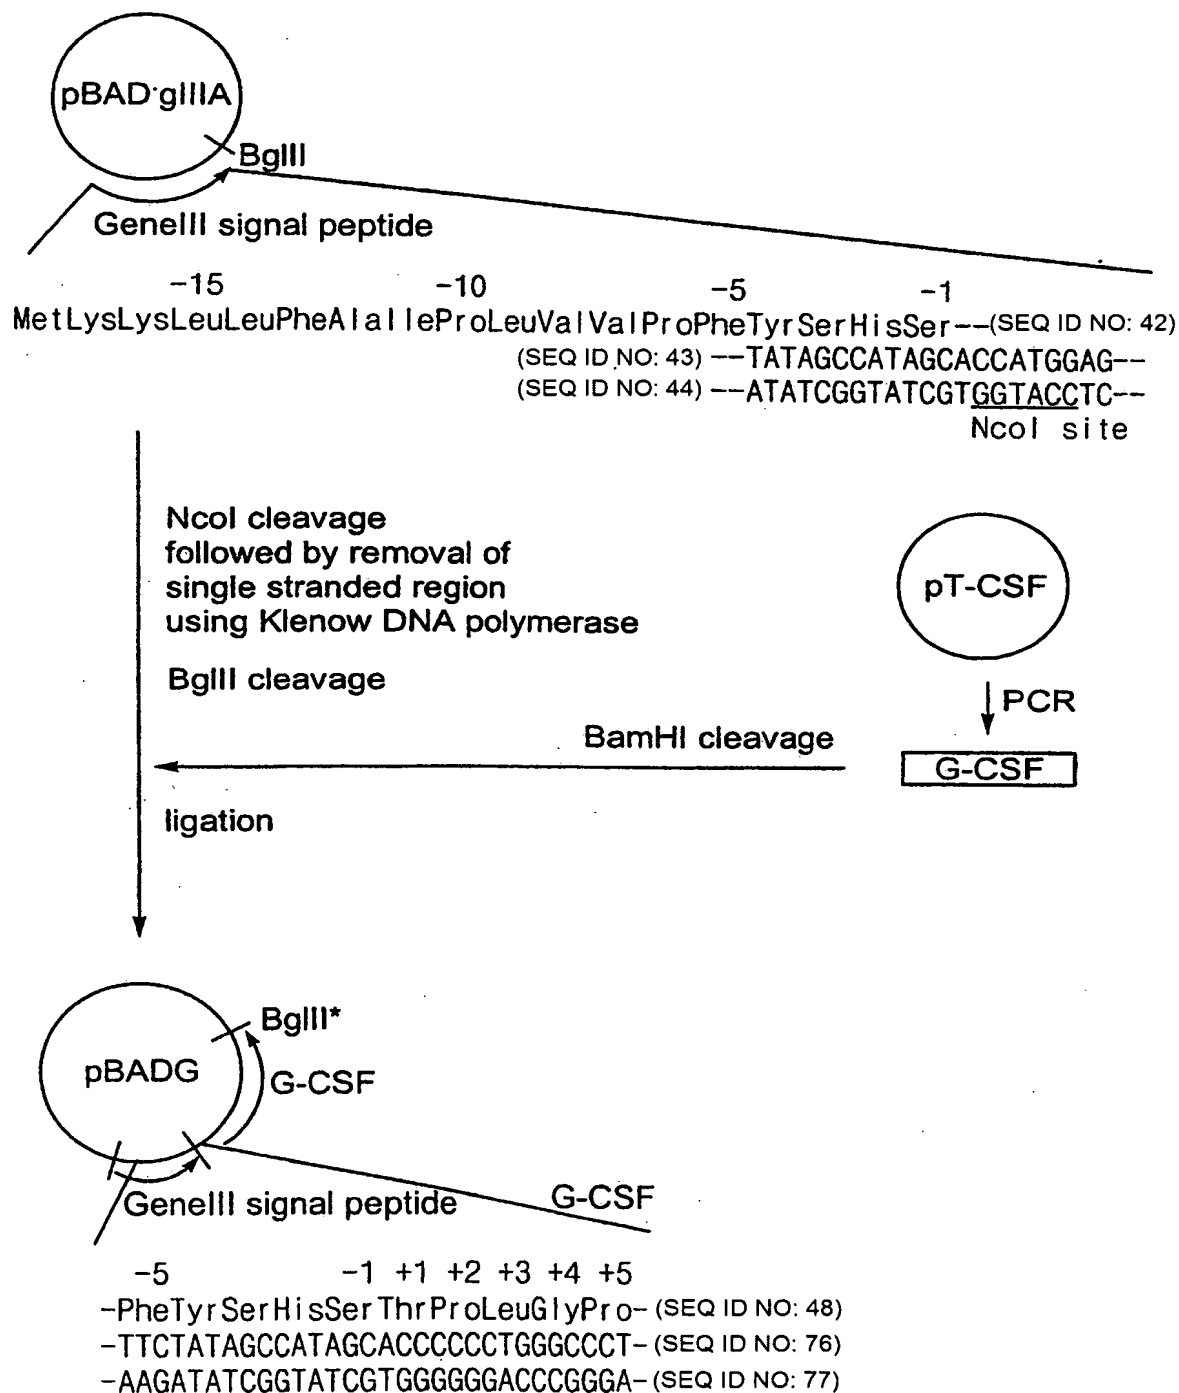 pBAD·gIIIA
BglII
GeneIII signal peptide
-15 -10 -5 -1
MetLysLysLeuLeuPheAlaIleProLeuValValProPheTyrSerHisSer--(SEQ ID NO: 42)
(SEQ ID NO: 43) --TATAGCCATAGCACCATGGAG--
(SEQ ID NO: 44) --ATATCGGTATCGTGGTACCTC--
NcoI site
NcoI cleavage
followed by removal of
single stranded region
using Klenow DNA polymerase
BglII cleavage
pT-CSF
PCR
BamHI cleavage
G-CSF
ligation
BglII*
pBADG
G-CSF
GeneIII signal peptide
G-CSF
-5 -1 +1 +2 +3 +4 +5
-PheTyrSerHisSerThrProLeuGlyPro- (SEQ ID NO: 48)
-TTCTATAGCCATAGCACCCCCCTGGGCCCT- (SEQ ID NO: 76)
-AAGATATCGGTATCGTGGGGGGACCCGGGA- (SEQ ID NO: 77)